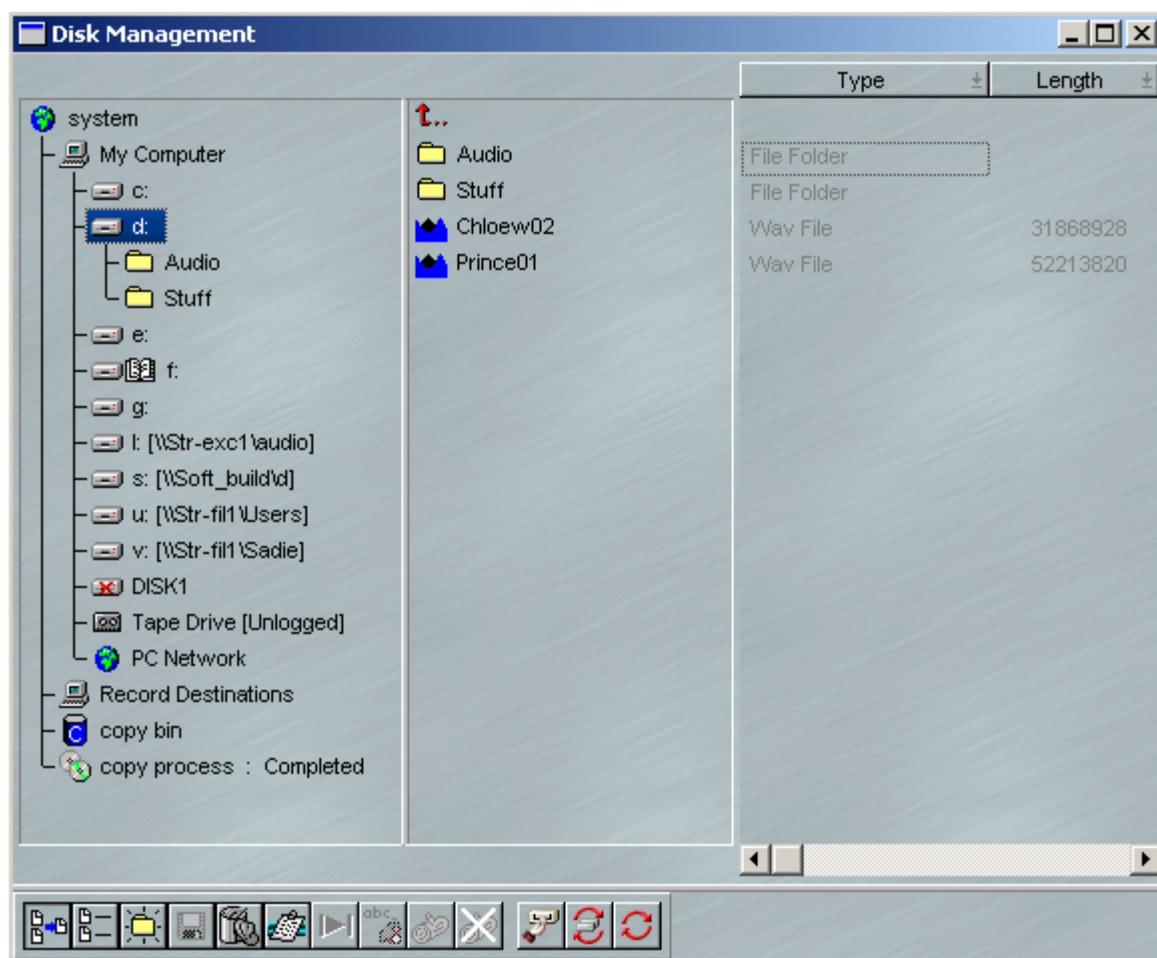 Disk Management
Type Length
system
My Computer
c:
d:
Audio
Stuff
e:
f:
g:
l: [\\Str-exc1\audio]
s: [\\Soft_build\d]
u: [\\Str-fil1\Users]
v: [\\Str-fil1\Sadie]
DISK1
Tape Drive [Unlogged]
PC Network
Record Destinations
copy bin
copy process : Completed
t..
Audio File Folder
Stuff File Folder
Chloew02 Wav File 31868928
Prince01 Wav File 52213820
abc_